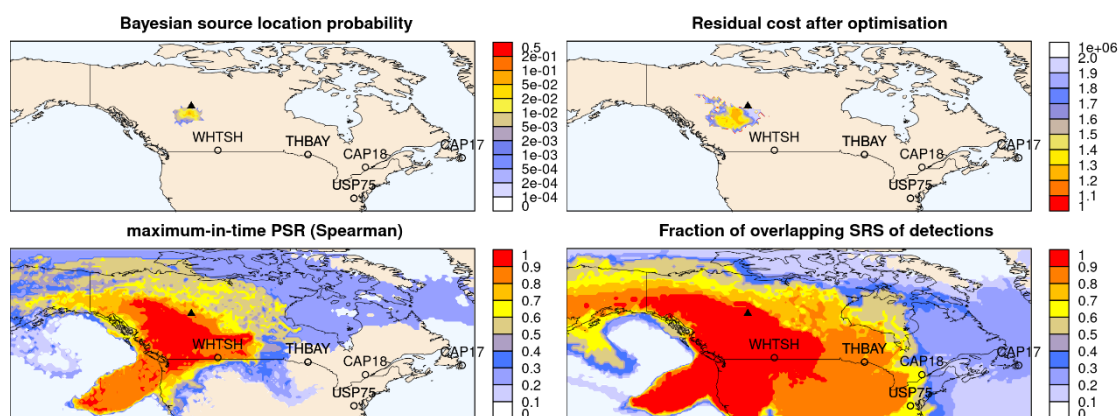 Bayesian source location probability
0.5
2e-01
1e-01
5e-02
2e-02
1e-02
5e-03
2e-03
1e-03
5e-04
2e-04
1e-04
0
WHTSH
THBAY
CAP18
CAP17
USP75
Residual cost after optimisation
1e+06
2.0
1.9
1.8
1.7
1.6
1.5
1.4
1.3
1.2
1.1
1
WHTSH
THBAY
CAP18
CAP17
USP75
maximum-in-time PSR (Spearman)
1
0.9
0.8
0.7
0.6
0.5
0.4
0.3
0.2
0.1
0
WHTSH
THBAY
CAP18
CAP17
USP75
Fraction of overlapping SRS of detections
1
0.9
0.8
0.7
0.6
0.5
0.4
0.3
0.2
0.1
0
WHTSH
THBAY
CAP18
CAP17
USP75